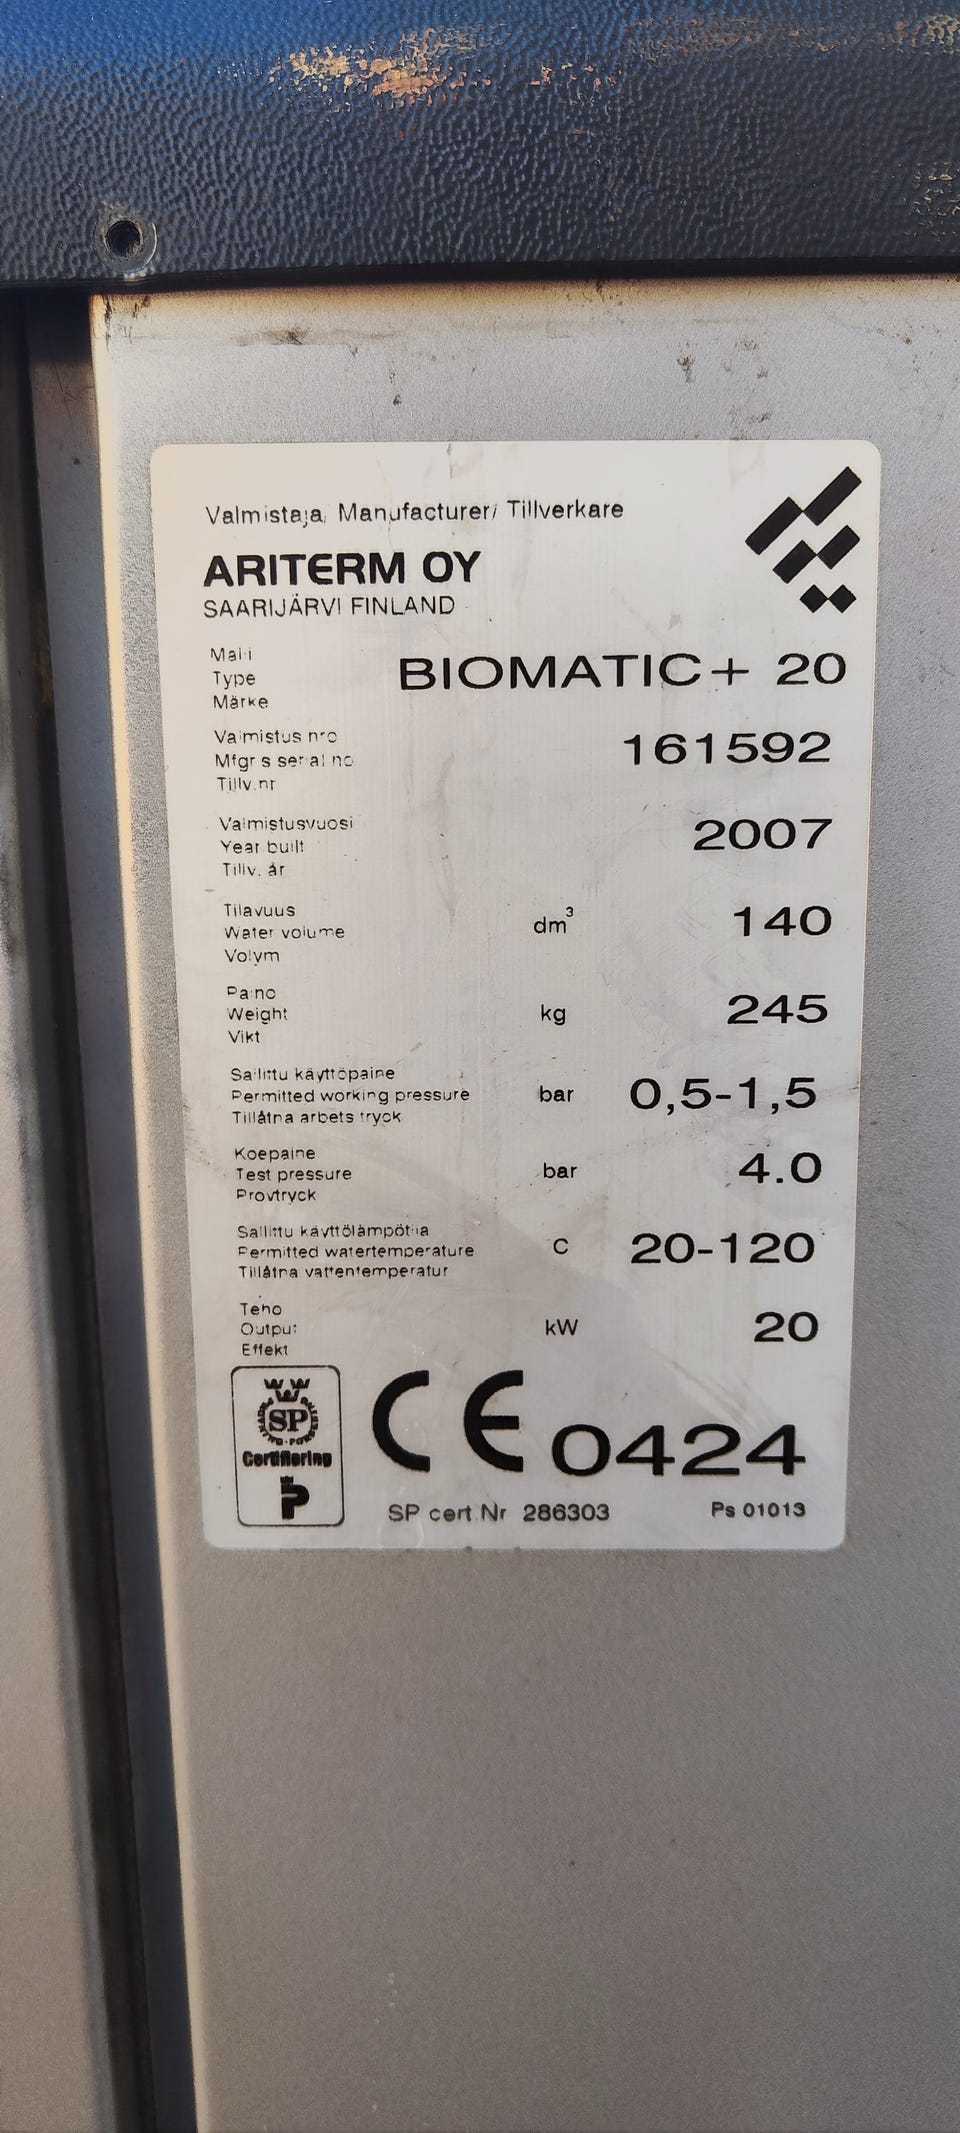 Valmistaja/ Manufacturer/ Tillverkare
ARITERM OY
SAARIJÄRVI FINLAND
Malli
Type
Märke
BIOMATIC+ 20
Valmistus nro
Mfgr s serial no
Tillv.nr
161592
Valmistusvuosi
Year built
Tillv. år
2007
Tilavuus
Water volume
Volym
dm³
140
Paino
Weight
Vikt
kg
245
Sallittu käyttöpaine
Permitted working pressure
Tillåtna arbets tryck
bar
0,5-1,5
Koepaine
Test pressure
Provtryck
bar
4.0
Sallittu käyttölämpötila
Permitted watertemperature
Tillåtna vattentemperatur
C
20-120
Teho
Output
Effekt
kW
20
SP
Certifiering
P
CE 0424
SP cert.Nr 286303
Ps 01013